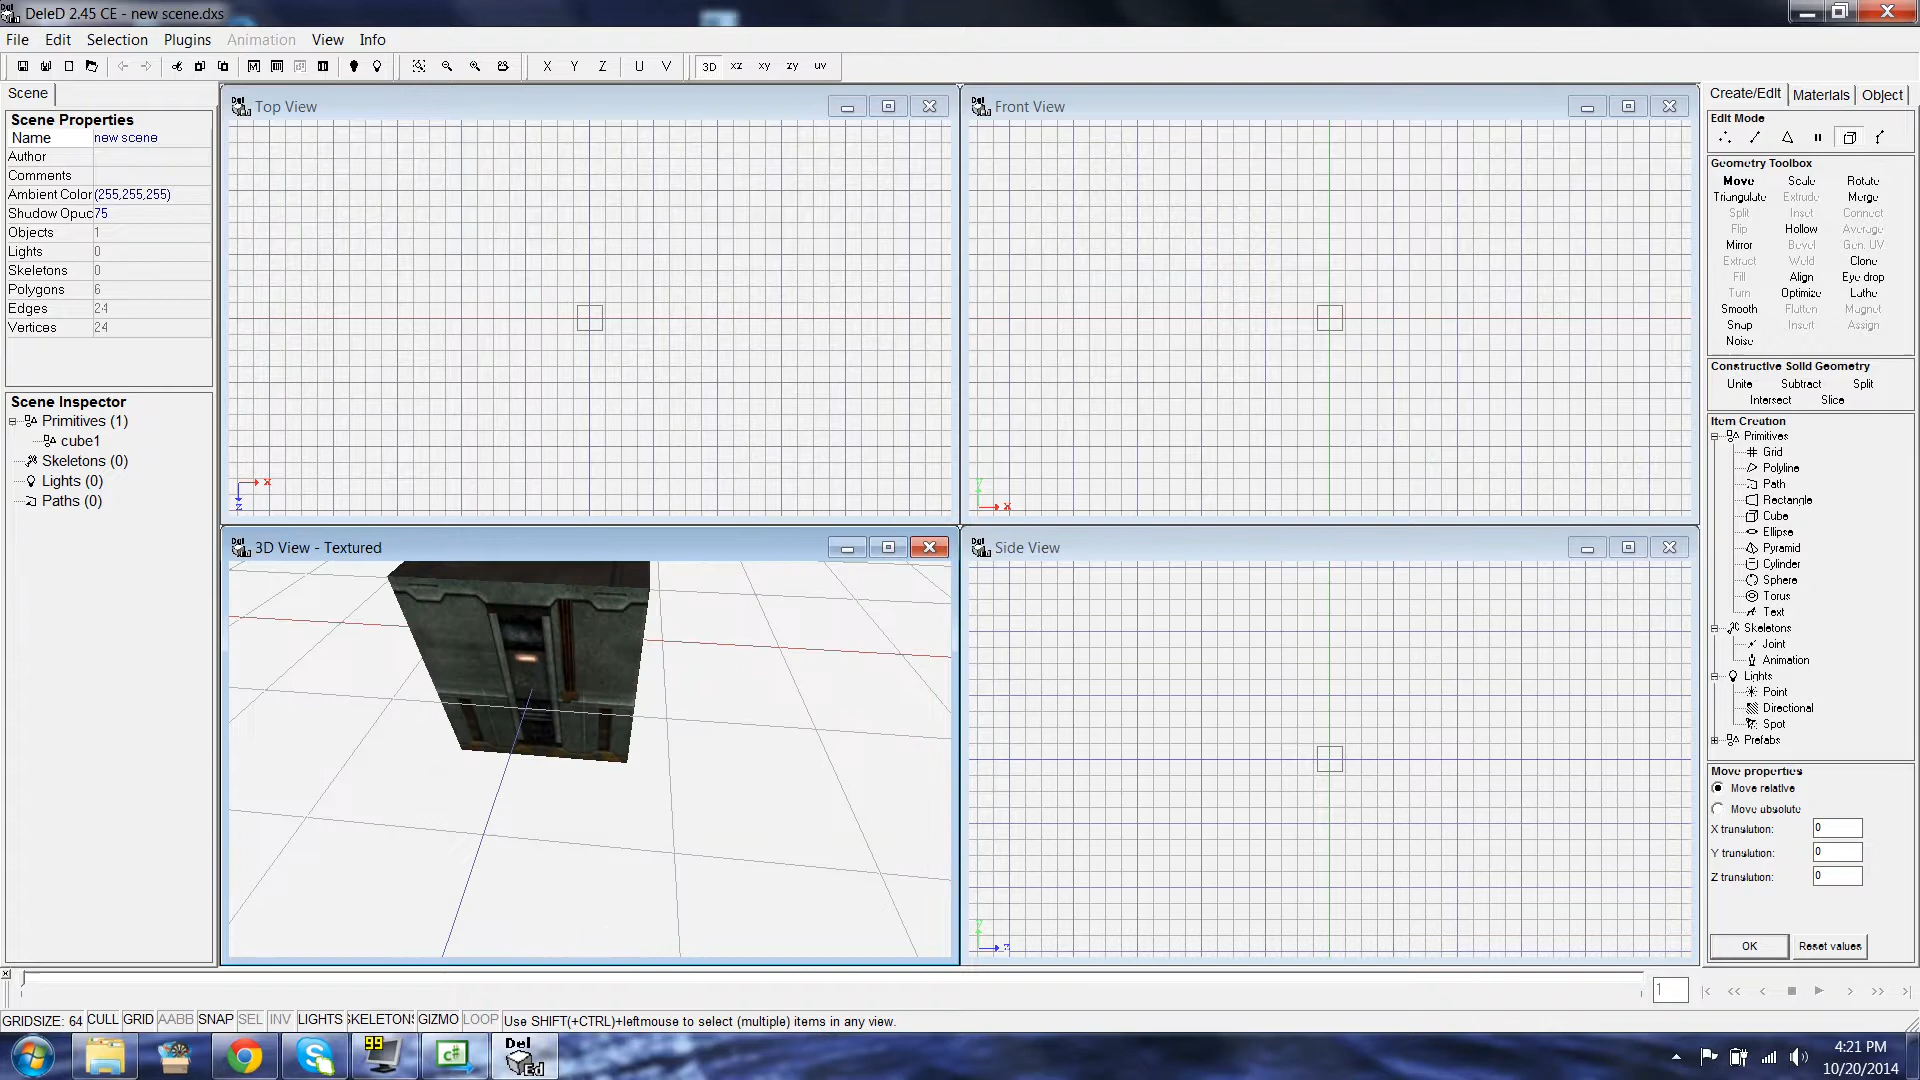 DeleD 2.45 CE - new scene.dxs
File Edit Selection Plugins Animation View Info
X Y Z U V 3D xz xy zy uv
Scene
Scene Properties
Name new scene
Author
Comments
Ambient Color (255,255,255)
Shudow Opuc 75
Objects 1
Lights 0
Skeletons 0
Polygons 6
Edges 24
Vertices 24
Scene Inspector
Primitives (1)
cube1
Skeletons (0)
Lights (0)
Paths (0)
Top View
x
z
Front View
y
x
3D View - Textured
Side View
y
z
Create/Edit Materials Object
Edit Mode
Geometry Toolbox
Move Scale Rotate
Triangulate Extrude Merge
Split Inset Connect
Flip Hollow Average
Mirror Bevel Gen. UV
Extract Weld Clone
Fill Align Eye drop
Turn Optimize Lathe
Smooth Flatten Magnet
Snap Insert Assign
Noise
Constructive Solid Geometry
Unite Subtract Split
Intersect Slice
Item Creation
Primitives
Grid
Polyline
Path
Rectangle
Cube
Ellipse
Pyramid
Cylinder
Sphere
Torus
Text
Skeletons
Joint
Animation
Lights
Point
Directional
Spot
Prefabs
Move properties
Move relative
Move absolute
X translation: 0
Y translation: 0
Z translation: 0
OK Reset values
1
GRIDSIZE: 64 CULL GRID AABB SNAP SEL INV LIGHTS SKELETONS GIZMO LOOP Use SHIFT(+CTRL)+leftmouse to select (multiple) items in any view.
99
c#
Del
Ed
4:21 PM
10/20/2014